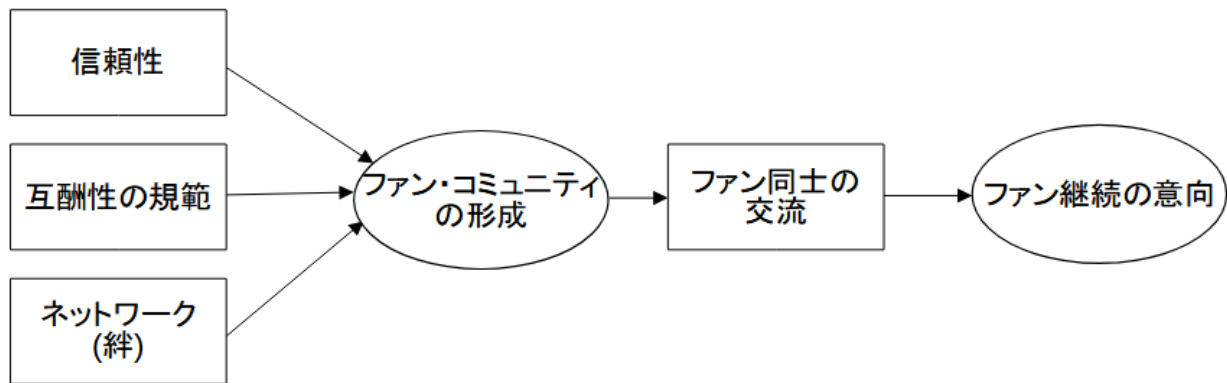 信頼性
互酬性の規範
ネットワーク
(絆)
ファン・コミュニティ
の形成
ファン同士の
交流
ファン継続の意向